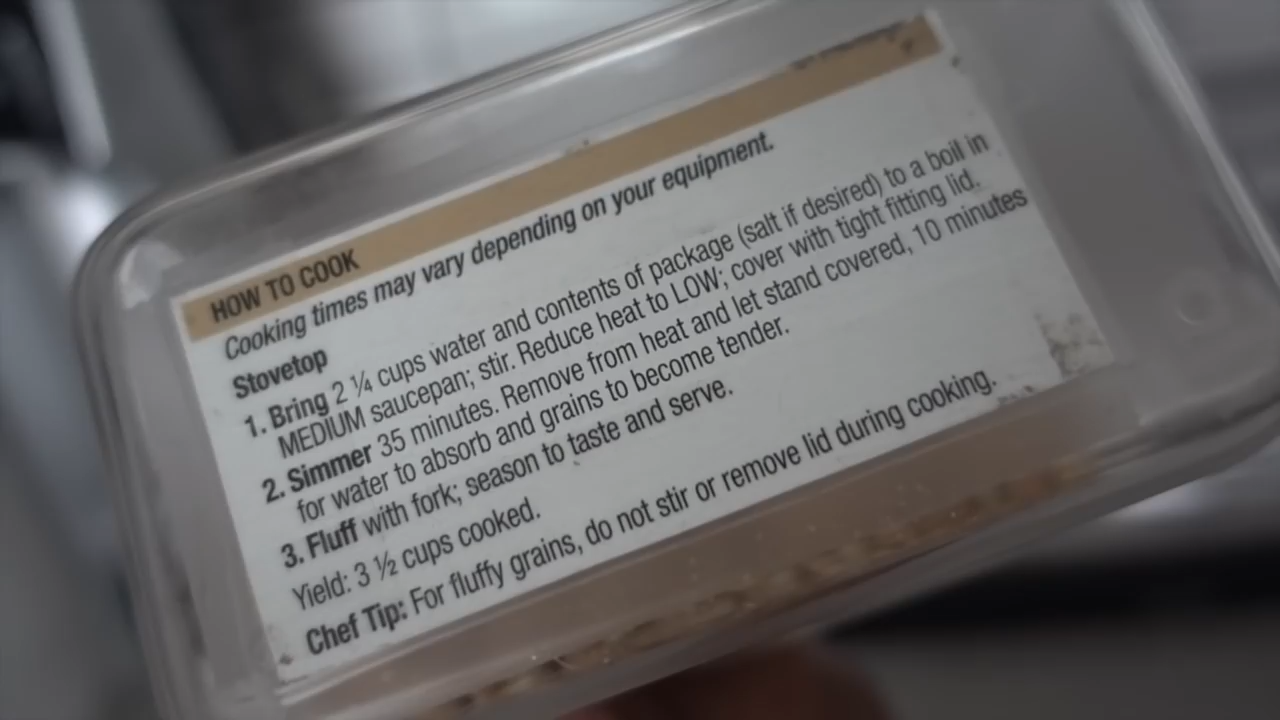 HOW TO COOK
Cooking times may vary depending on your equipment.
Stovetop
1. Bring 2 ¼ cups water and contents of package (salt if desired) to a boil in
MEDIUM saucepan; stir. Reduce heat to LOW; cover with tight fitting lid.
2. Simmer 35 minutes. Remove from heat and let stand covered, 10 minutes
for water to absorb and grains to become tender.
3. Fluff with fork; season to taste and serve.
Yield: 3 ½ cups cooked.
Chef Tip: For fluffy grains, do not stir or remove lid during cooking.